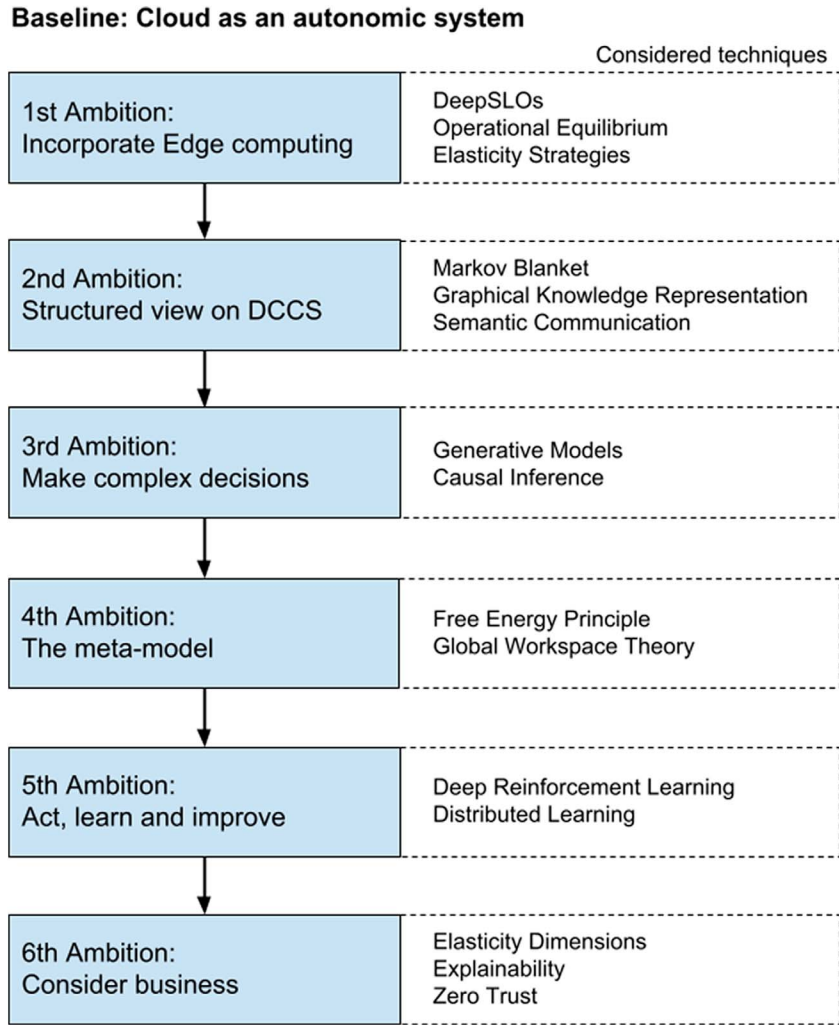 Baseline: Cloud as an autonomic system
Considered techniques
1st Ambition:
Incorporate Edge computing
DeepSLOs
Operational Equilibrium
Elasticity Strategies
2nd Ambition:
Structured view on DCCS
Markov Blanket
Graphical Knowledge Representation
Semantic Communication
3rd Ambition:
Make complex decisions
Generative Models
Causal Inference
4th Ambition:
The meta-model
Free Energy Principle
Global Workspace Theory
5th Ambition:
Act, learn and improve
Deep Reinforcement Learning
Distributed Learning
6th Ambition:
Consider business
Elasticity Dimensions
Explainability
Zero Trust